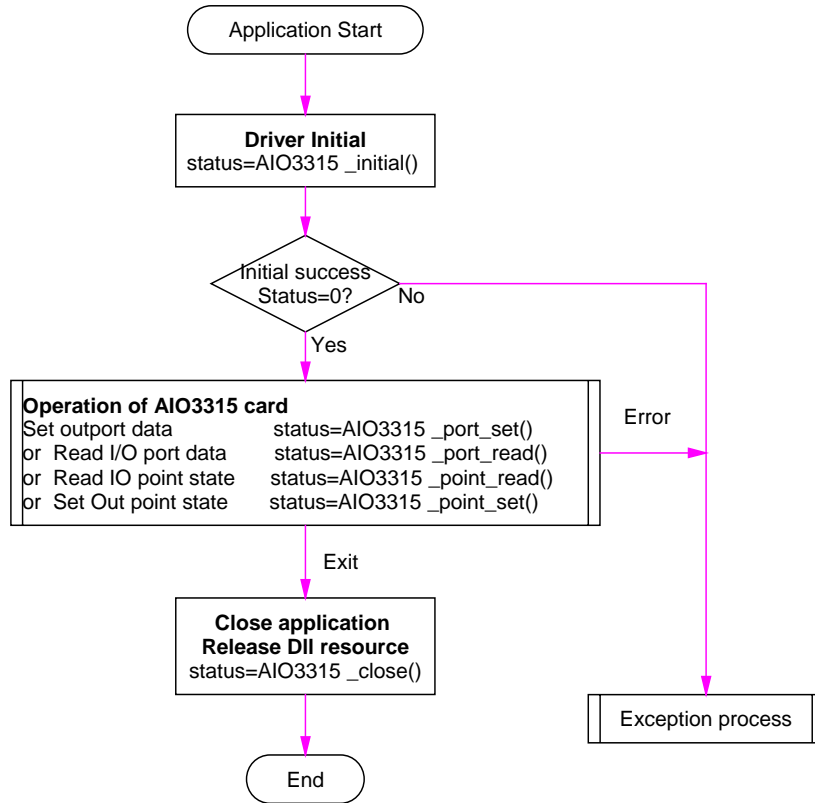 Application Start
Driver Initial
status=AIO3315 _initial()
Initial success
Status=0?
No
Yes
Operation of AIO3315 card
Set outport data status=AIO3315 _port_set()
or Read I/O port data status=AIO3315 _port_read()
or Read IO point state status=AIO3315 _point_read()
or Set Out point state status=AIO3315 _point_set()
Error
Exit
Close application
Release Dll resource
status=AIO3315 _close()
Exception process
End